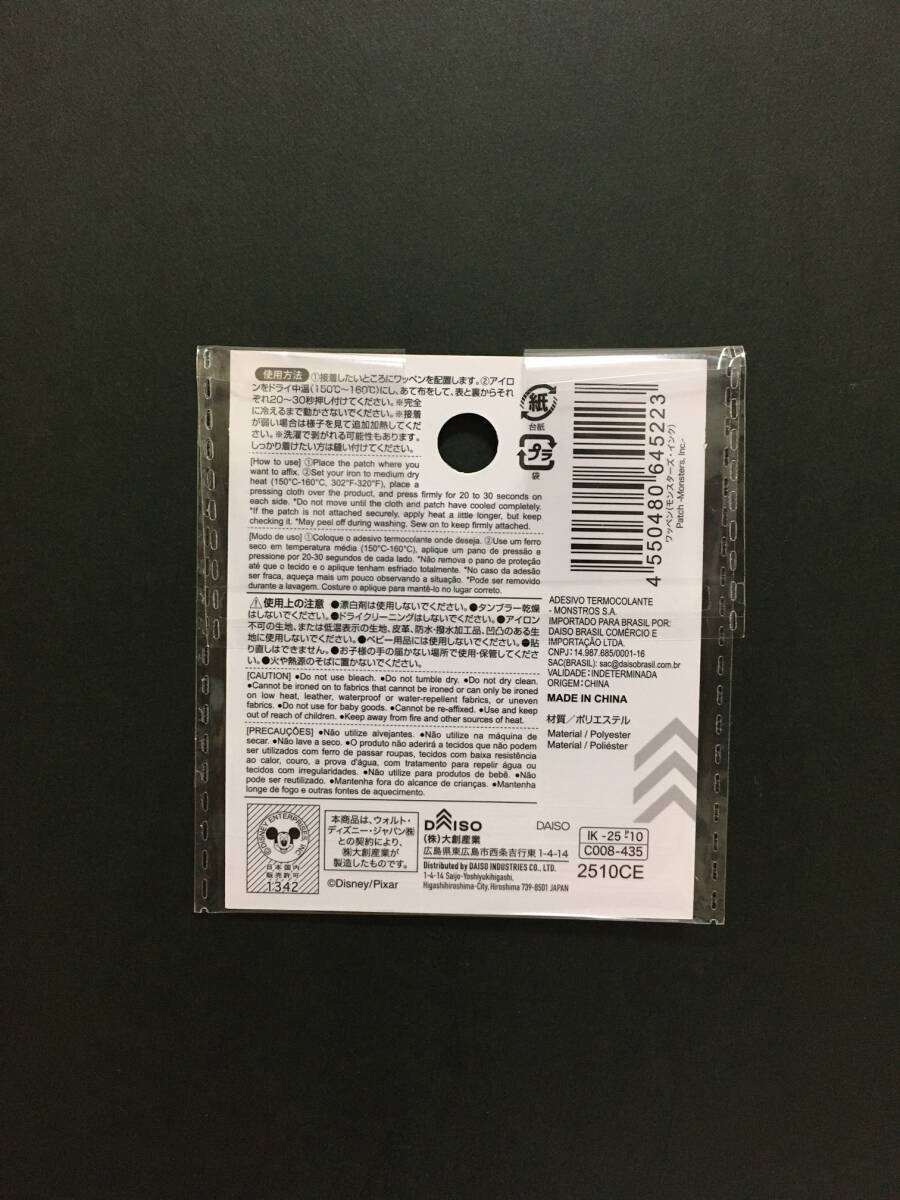 使用方法 ①接着したいところにワッペンを配置します。②アイロ
ンをドライ中温(150℃〜160℃)にし、あて布をして、表と裏からそれ
ぞれ20〜30秒押し付けてください。※完全
に冷えるまで動かさないでください。※接着
が弱い場合は様子を見て追加加熱してくだ
さい。※洗濯で剥がれる可能性もあります。
しっかり着けたい方は縫い付けてください。
[How to use] ①Place the patch where you
want to affix. ②Set your iron to medium dry
heat (150°C-160°C, 302°F-320°F), place a
pressing cloth over the product, and press firmly for 20 to 30 seconds on
each side. *Do not move until the cloth and patch have cooled completely.
*If the patch is not attached securely, apply heat a little longer, but keep
checking it. *May peel off during washing. Sew on to keep firmly attached.
[Modo de uso] ①Coloque o adesivo termocolante onde deseja. ②Use um ferro
seco em temperatura média (150°C-160°C), aplique um pano de pressão e
pressione por 20-30 segundos de cada lado. *Não remova o pano de proteção
até que o tecido e o aplique tenham esfriado totalmente. *No caso da adesão
ser fraca, aqueça mais um pouco observando a situação. *Pode ser removido
durante a lavagem. Costure o aplique para mantê-lo no lugar correto.
使用上の注意 ●漂白剤は使用しないでください。●タンブラー乾燥
はしないでください。●ドライクリーニングはしないでください。●アイロン
不可の生地、または低温表示の生地、皮革、防水・撥水加工品、凹凸のある生
地に使用しないでください。●ベビー用品には使用しないでください。●貼
り直しはできません。●お子様の手の届かない場所で使用・保管してくださ
い。●火や熱源のそばに置かないでください。
[CAUTION] ●Do not use bleach. ●Do not tumble dry. ●Do not dry clean.
●Cannot be ironed on to fabrics that cannot be ironed or can only be ironed
on low heat, leather, waterproof or water-repellent fabrics, or uneven
fabrics. ●Do not use for baby goods. ●Cannot be re-affixed. ●Use and keep
out of reach of children. ●Keep away from fire and other sources of heat.
[PRECAUÇÕES] ●Não utilize alvejantes. ●Não utilize na máquina de
secar. ●Não lave a seco. ●O produto não aderirá a tecidos que não podem
ser utilizados com ferro de passar roupas, tecidos com baixa resistência
ao calor, couro, a prova d'água, com tratamento para repelir água ou
tecidos com irregularidades. ●Não utilize para produtos de bebê. ●Não
pode ser reutilizado. ●Mantenha fora do alcance de crianças. ●Mantenha
longe de fogo e outras fontes de aquecimento.
紙
台紙
プラ
袋
4 550480 645223
ワッペン(モンスターズ・インク)
Patch -Monsters, Inc.-
ADESIVO TERMOCOLANTE
- MONSTROS S.A.
IMPORTADO PARA BRASIL POR:
DAISO BRASIL COMÉRCIO E
IMPORTAÇÃO LTDA.
CNPJ: 14.987.685/0001-16
SAC(BRASIL): sac@daisobrasil.com.br
VALIDADE: INDETERMINADA
ORIGEM: CHINA
MADE IN CHINA
材質/ポリエステル
Material / Polyester
Material / Poliéster
©DISNEY ENTERPRISES, INC.
日本国内
販売許可
1342
本商品は、ウォルト・
ディズニー・ジャパン㈱
との契約により、
㈱大創産業が
製造したものです。
©Disney/Pixar
DAISO
(株)大創産業
広島県東広島市西条吉行東 1-4-14
Distributed by DAISO INDUSTRIES CO., LTD.
1-4-14 Saijo-Yoshiyukihigashi,
Higashihiroshima-City, Hiroshima 739-8501 JAPAN
DAISO
IK -25 P10
C008-435
2510CE